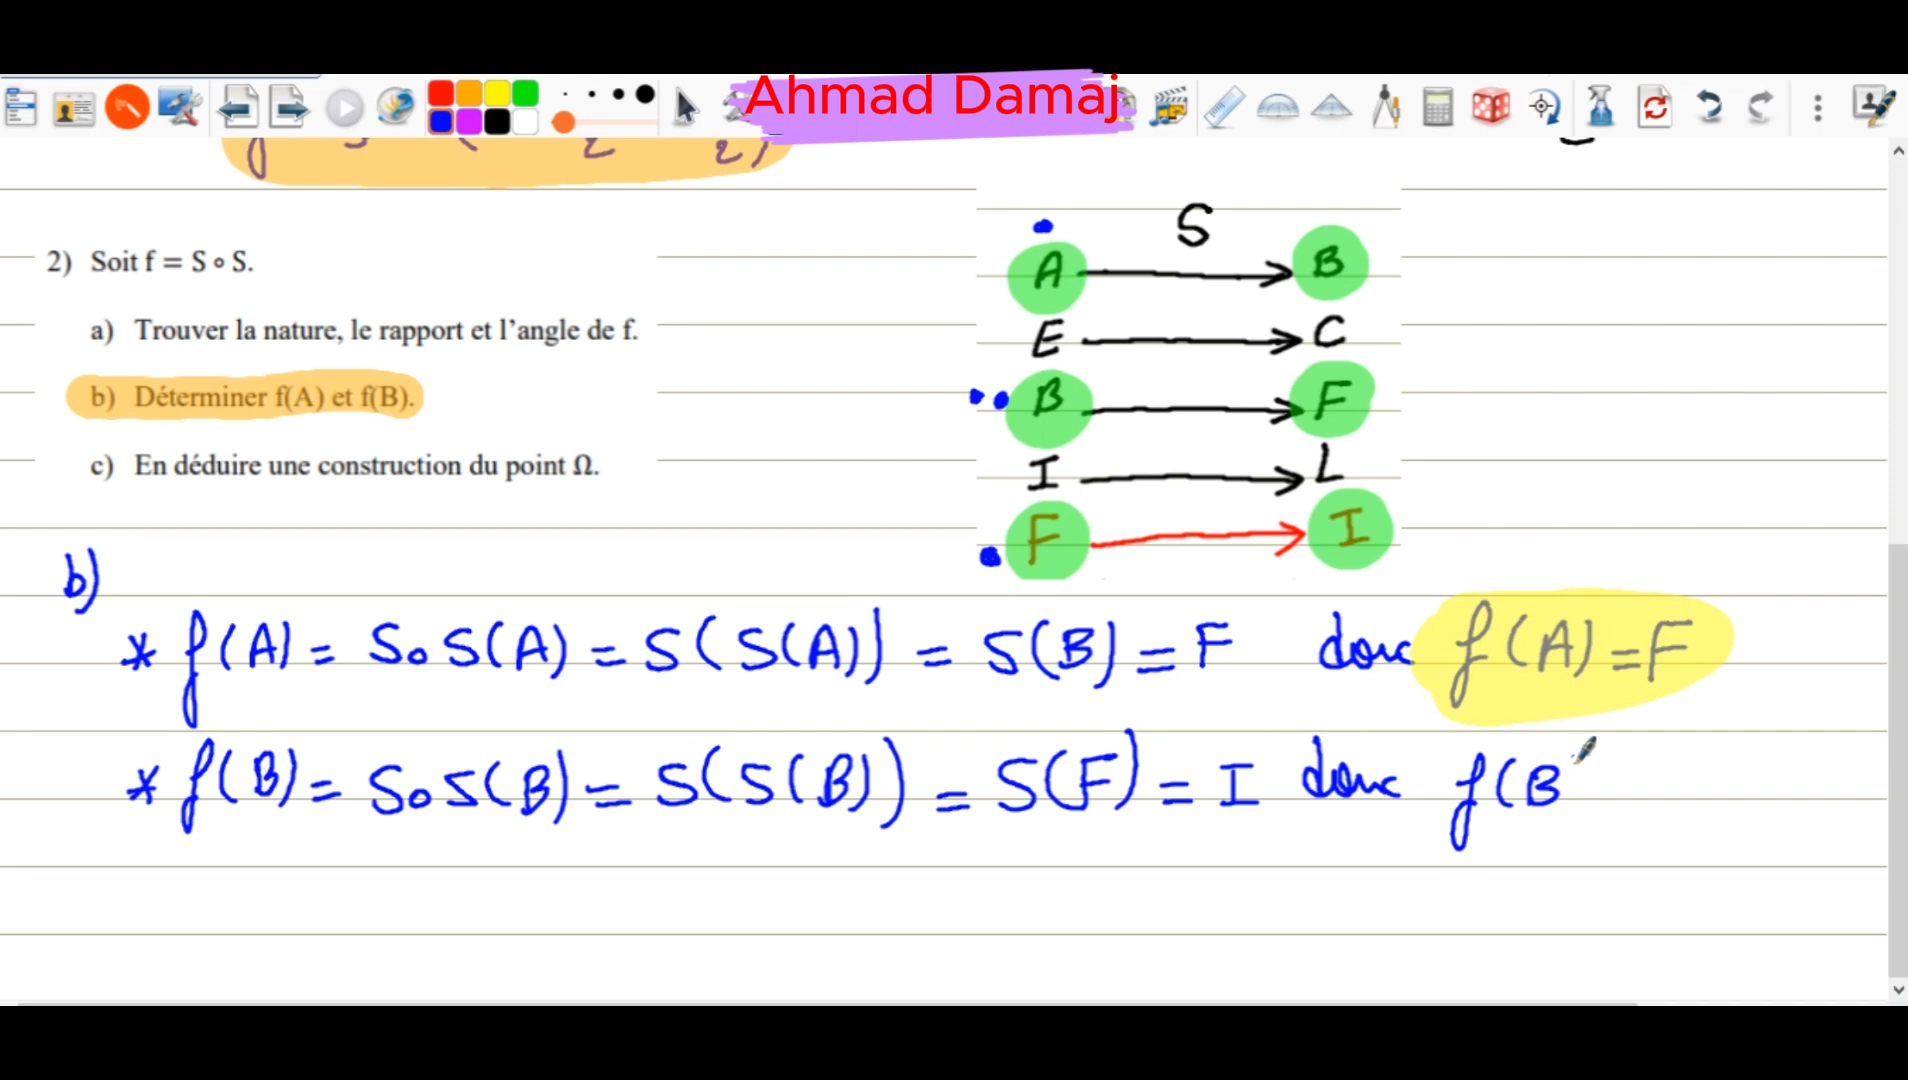 Ahmad Damaj
2) Soit f = S ∘ S.
a) Trouver la nature, le rapport et l’angle de f.
b) Déterminer f(A) et f(B).
c) En déduire une construction du point Ω.
S
A → B
E → C
B → F
I → L
F → I
b)
* f(A) = S∘S(A) = S(S(A)) = S(B) = F donc f(A) = F
* f(B) = S∘S(B) = S(S(B)) = S(F) = I donc f(B